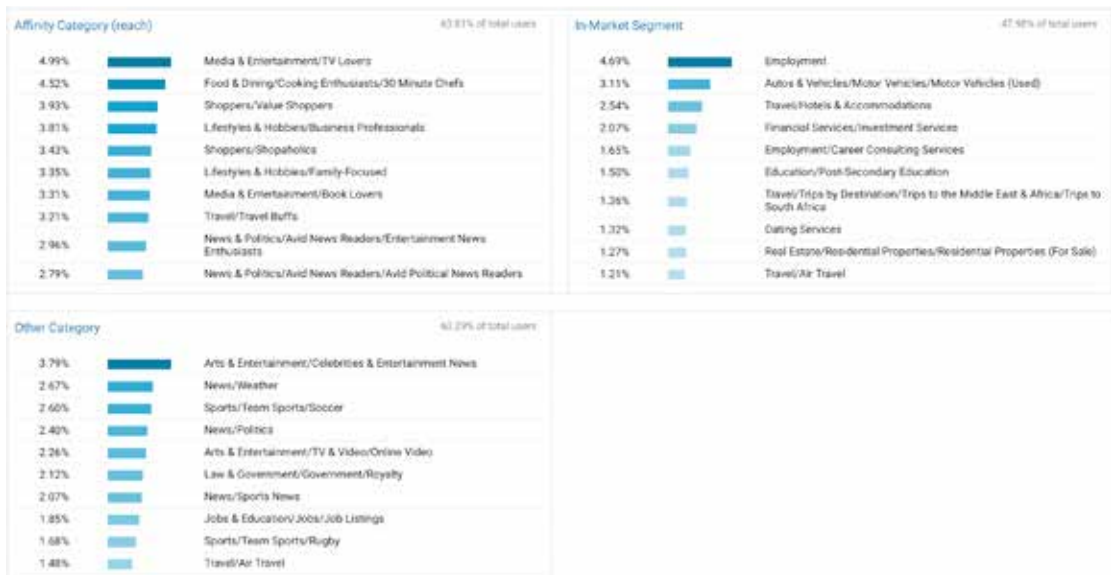 Affinity Category (reach)
4.99% Media & Entertainment/TV Lovers
4.52% Food & Dining/Cooking Enthusiasts/30 Minute Chefs
3.93% Shoppers/Value Shoppers
3.81% Lifestyles & Hobbies/Business Professionals
3.42% Shoppers/Shopaholics
3.35% Lifestyles & Hobbies/Family-Focused
3.31% Media & Entertainment/Book Lovers
3.21% Travel/Travel Buffs
2.96% News & Politics/Avid News Readers/Entertainment News
Enthusiasts
2.79% News & Politics/Avid News Readers/Avid Political News Readers
In-Market Segment 47.98% of total users
4.69% Employment
3.11% Autos & Vehicles/Motor Vehicles/Motor Vehicles (Used)
2.54% Travel/Hotels & Accommodations
2.07% Financial Services/Investment Services
1.65% Employment/Career Consulting Services
1.50% Education/Post-Secondary Education
1.36% Travel/Trips by Destination/Trips to the Middle East & Africa/Trips to
South Africa
1.32% Dating Services
1.27% Real Estate/Residential Properties/Residential Properties (For Sale)
1.21% Travel/Air Travel
Other Category of total users
3.79% Arts & Entertainment/Celebrities & Entertainment News
2.67% News/Weather
2.60% Sports/Team Sports/Soccer
2.40% News/Politics
2.26% Arts & Entertainment/TV & Video/Online Video
2.12% Law & Government/Government/Royalty
2.07% News/Sports News
1.85% Jobs & Education/Jobs/Job Listings
1.68% Sports/Team Sports/Rugby
1.48% Travel/Air Travel